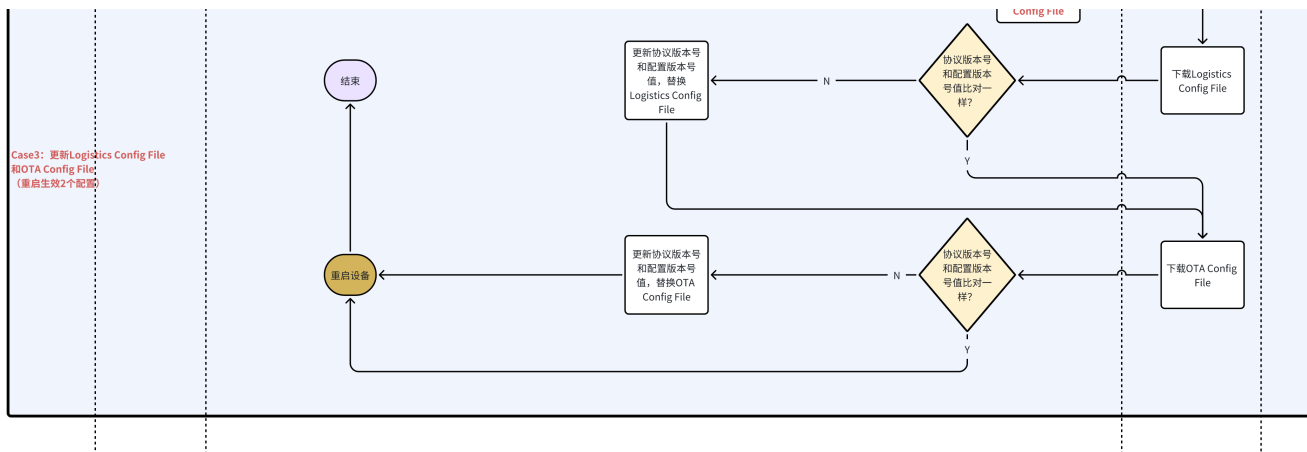 Config File
更新协议版本号
和配置版本号
值，替换
Logistics Config
File
协议版本号
和配置版本
号值比对一
样？
下载Logistics
Config File
结束
N
Y
Case3：更新Logistics Config File
和OTA Config File
（重启生效2个配置）
更新协议版本号
和配置版本号
值，替换OTA
Config File
协议版本号
和配置版本
号值比对一
样？
下载OTA Config
File
重启设备
N
Y